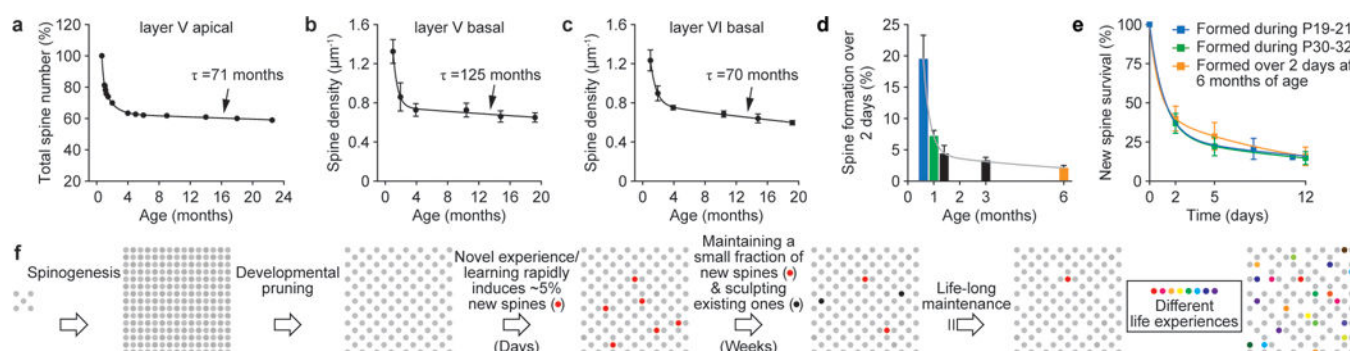 a
layer V apical
τ =71 months
Total spine number (%)
120
100
80
60
40
20
0 4 8 12 16 20 24
Age (months)
b
layer V basal
τ =125 months
Spine density (μm⁻¹)
1.6
1.2
0.8
0.4
0
0 4 8 12 16 20
Age (months)
c
layer VI basal
τ =70 months
Spine density (μm⁻¹)
1.6
1.2
0.8
0.4
0
0 4 8 12 16 20
Age (months)
d
Spine formation over
2 days (%)
24
20
16
12
8
4
0
1 2 3 6
Age (months)
e
Formed during P19-21
Formed during P30-32
Formed over 2 days at
6 months of age
New spine survival (%)
100
75
50
25
0
0 2 5 8 12
Time (days)
f
Spinogenesis
Developmental
pruning
Novel experience/
learning rapidly
induces ~5%
new spines (•)
(Days)
Maintaining a
small fraction of
new spines (•)
& sculpting
existing ones (•)
(Weeks)
Life-long
maintenance
Different
life experiences